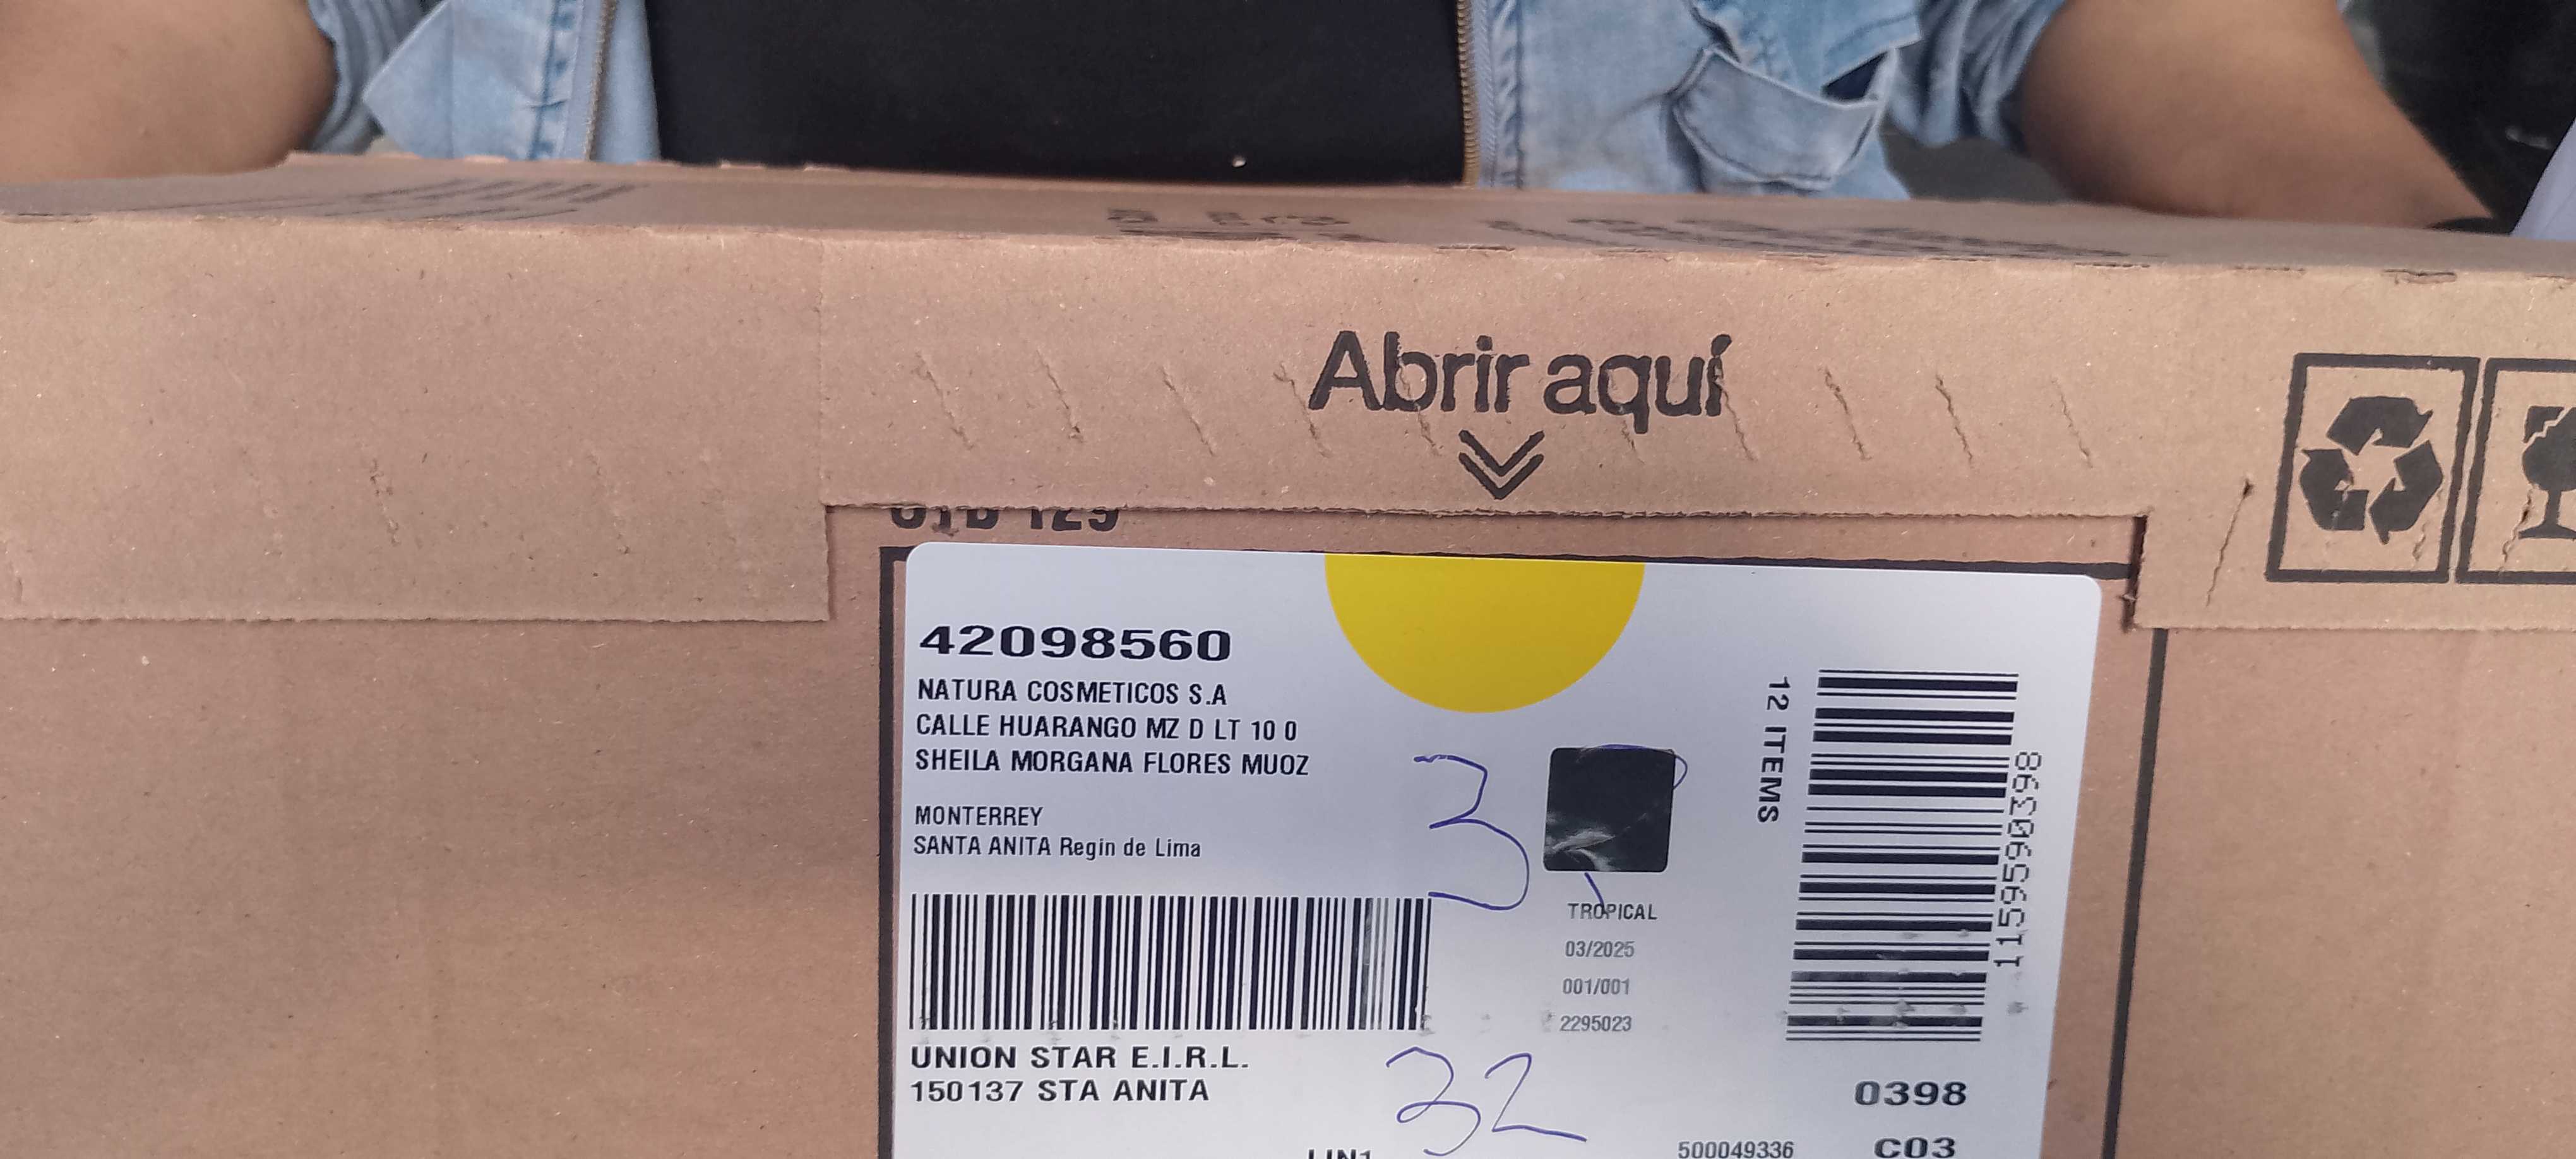 Abrir aquí
42098560
NATURA COSMETICOS S.A
CALLE HUARANGO MZ D LT 10 0
SHEILA MORGANA FLORES MUOZ
MONTERREY
SANTA ANITA Regin de Lima
3
12 ITEMS
1159590398
TROPICAL
03/2025
001/001
2295023
UNION STAR E.I.R.L.
150137 STA ANITA
32
0398
500049336
C03